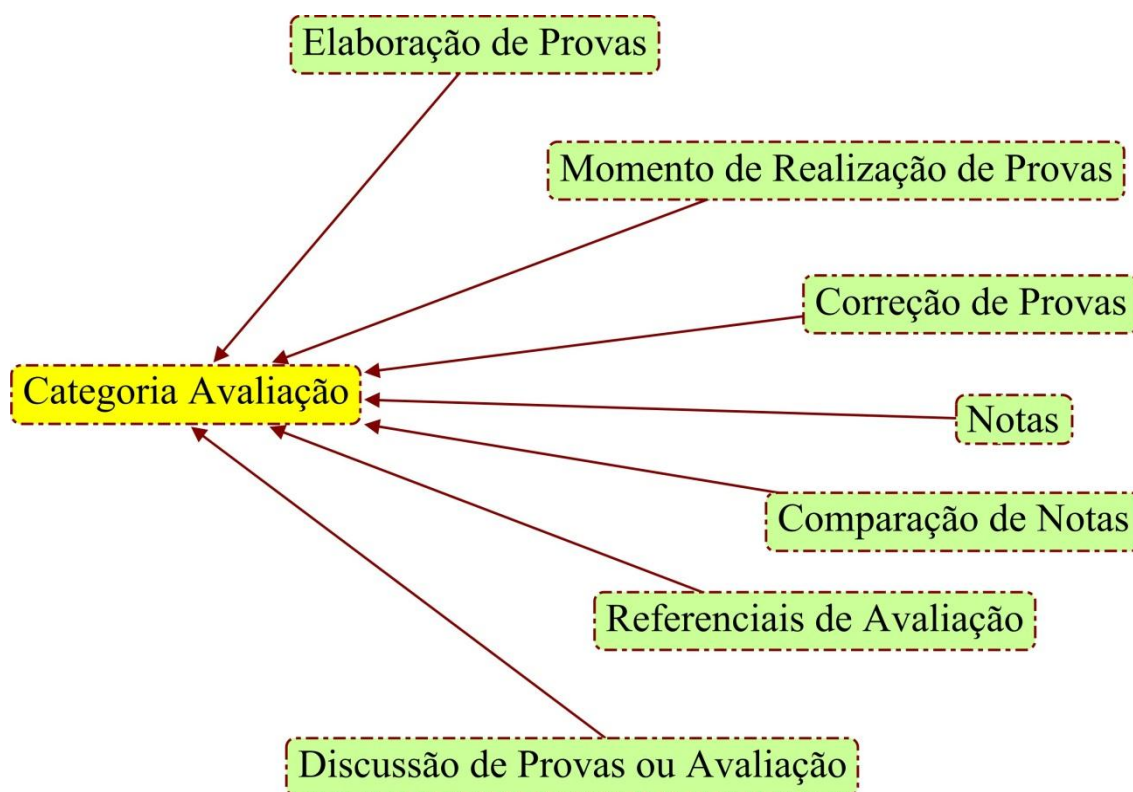 Elaboração de Provas
Momento de Realização de Provas
Correção de Provas
Categoria Avaliação
Notas
Comparação de Notas
Referenciais de Avaliação
Discussão de Provas ou Avaliação